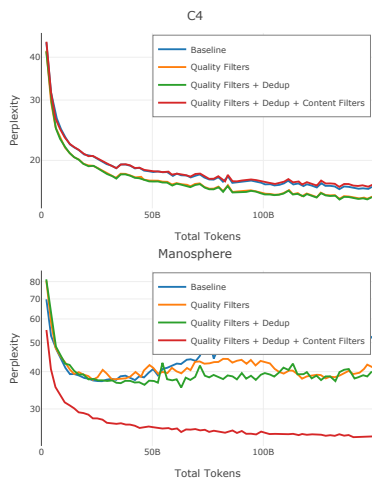 C4
40
30
20
Perplexity
Baseline
Quality Filters
Quality Filters + Dedup
Quality Filters + Dedup + Content Filters
0
50B
100B
Total Tokens
Manosphere
80
70
60
50
40
30
Perplexity
Baseline
Quality Filters
Quality Filters + Dedup
Quality Filters + Dedup + Content Filters
0
50B
100B
Total Tokens